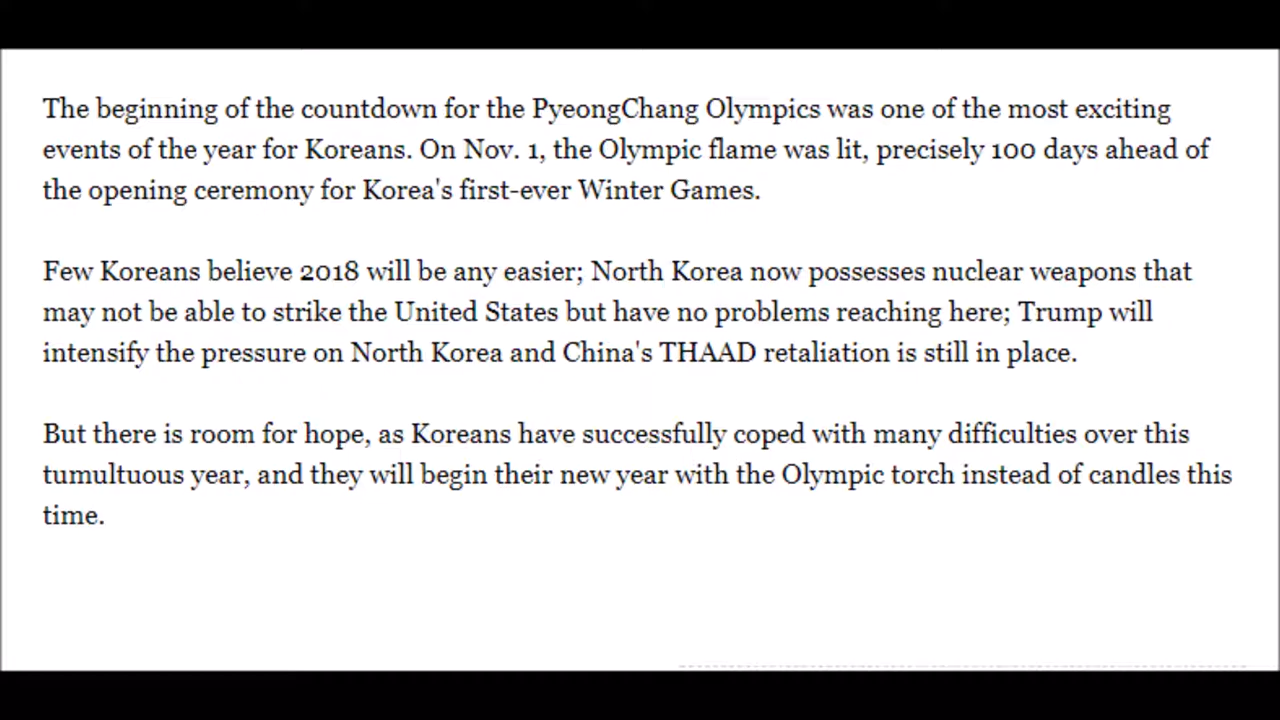 The beginning of the countdown for the PyeongChang Olympics was one of the most exciting
events of the year for Koreans. On Nov. 1, the Olympic flame was lit, precisely 100 days ahead of
the opening ceremony for Korea's first-ever Winter Games.
Few Koreans believe 2018 will be any easier; North Korea now possesses nuclear weapons that
may not be able to strike the United States but have no problems reaching here; Trump will
intensify the pressure on North Korea and China's THAAD retaliation is still in place.
But there is room for hope, as Koreans have successfully coped with many difficulties over this
tumultuous year, and they will begin their new year with the Olympic torch instead of candles this
time.